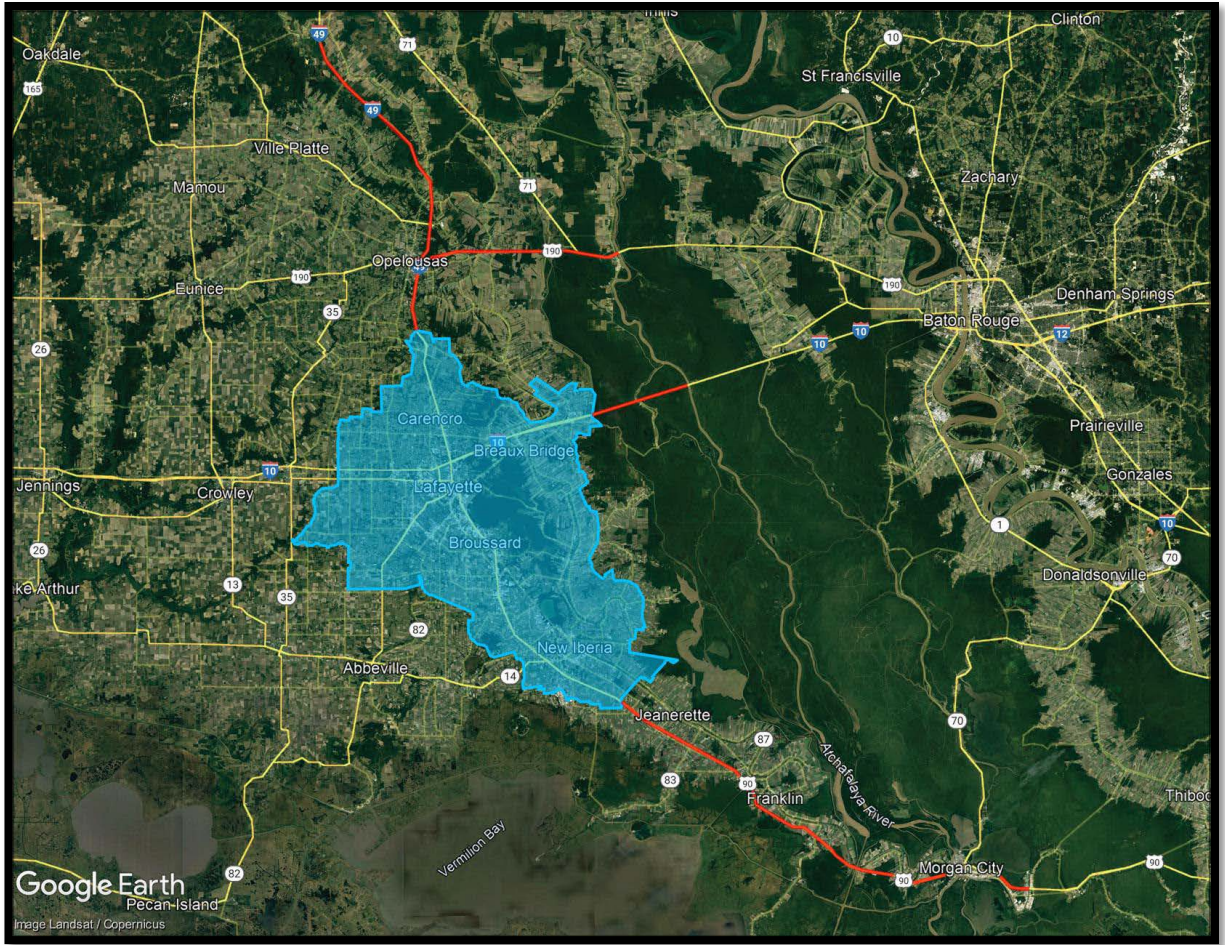 Clinton
49
71
10
Oakdale
St Francisville
165
49
Ville Platte
Zachary
71
Mamou
190
Opelousas
49
190
190
Eunice
Denham Springs
35
Baton Rouge
12
10
10
26
Carencro
Prairieville
10
Breaux Bridge
10
Gonzales
Jennings
Crowley
Lafayette
10
1
Broussard
26
70
Donaldsonville
ke Arthur
13
35
82
New Iberia
Abbeville
14
Jeanerette
70
87
83
90
Franklin
Atchafalaya River
Thibod
Vermilion Bay
82
Morgan City
90
90
Google Earth
Pecan Island
Image Landsat / Copernicus